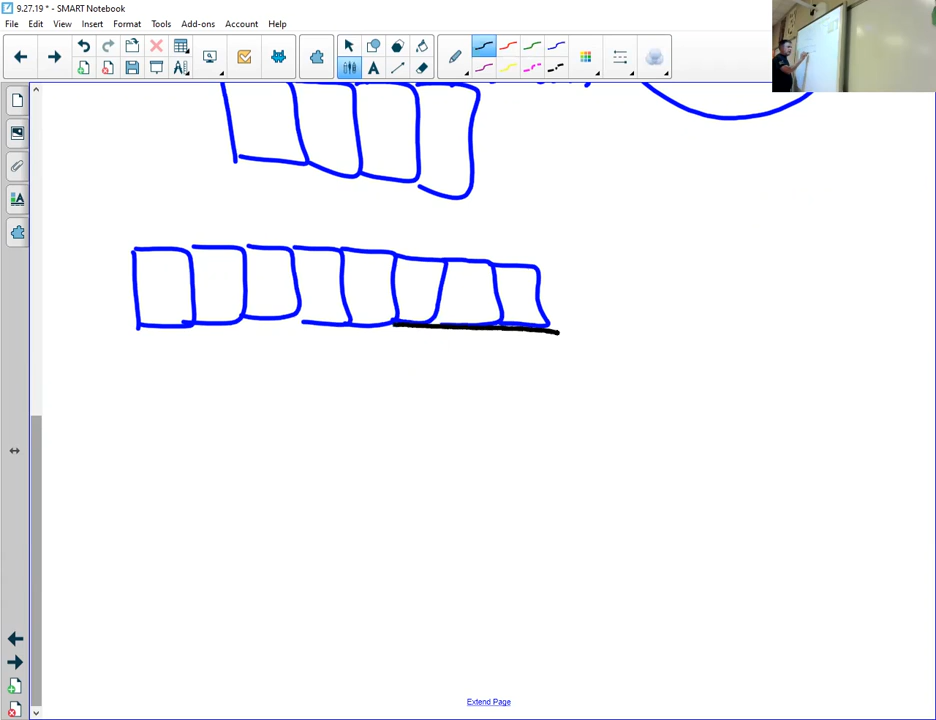 9.27.19 * - SMART Notebook
File Edit View Insert Format Tools Add-ons Account Help
Extend Page